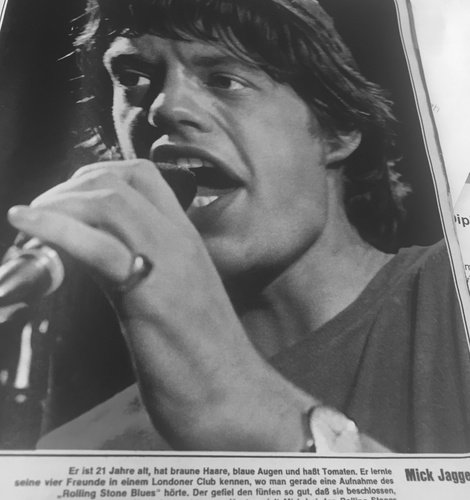 Er ist 21 Jahre alt, hat braune Haare, blaue Augen und haßt Tomaten. Er lernte
seine vier Freunde in einem Londoner Club kennen, wo man gerade eine Aufnahme des
„Rolling Stone Blues" hörte. Der gefiel den fünfen so gut, daß sie beschlossen,
Mick Jagge